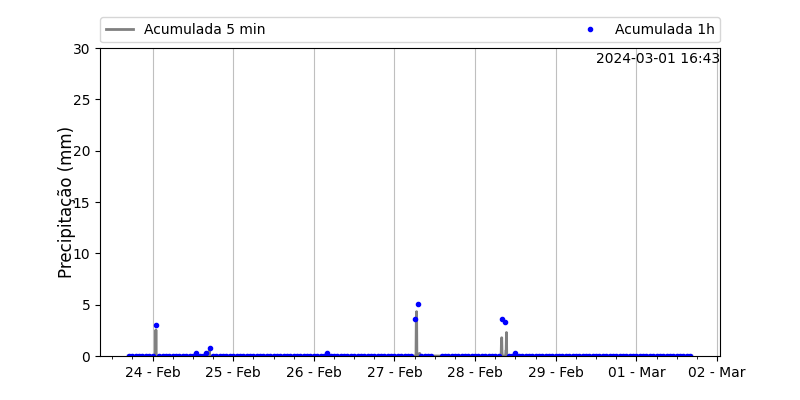 Acumulada 5 min
Acumulada 1h
2024-03-01 16:43
Precipitação (mm)
30
25
20
15
10
5
0
24 - Feb
25 - Feb
26 - Feb
27 - Feb
28 - Feb
29 - Feb
01 - Mar
02 - Mar